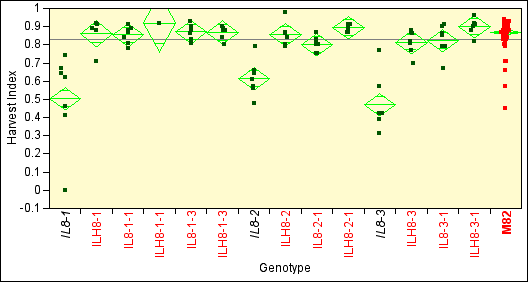 1
0.9
0.8
0.7
0.6
0.5
0.4
0.3
0.2
0.1
0
-0.1
Harvest Index
IL8-1
ILH8-1
IL8-1-1
ILH8-1-1
IL8-1-3
ILH8-1-3
IL8-2
ILH8-2
IL8-2-1
ILH8-2-1
IL8-3
ILH8-3
IL8-3-1
ILH8-3-1
M82
Genotype